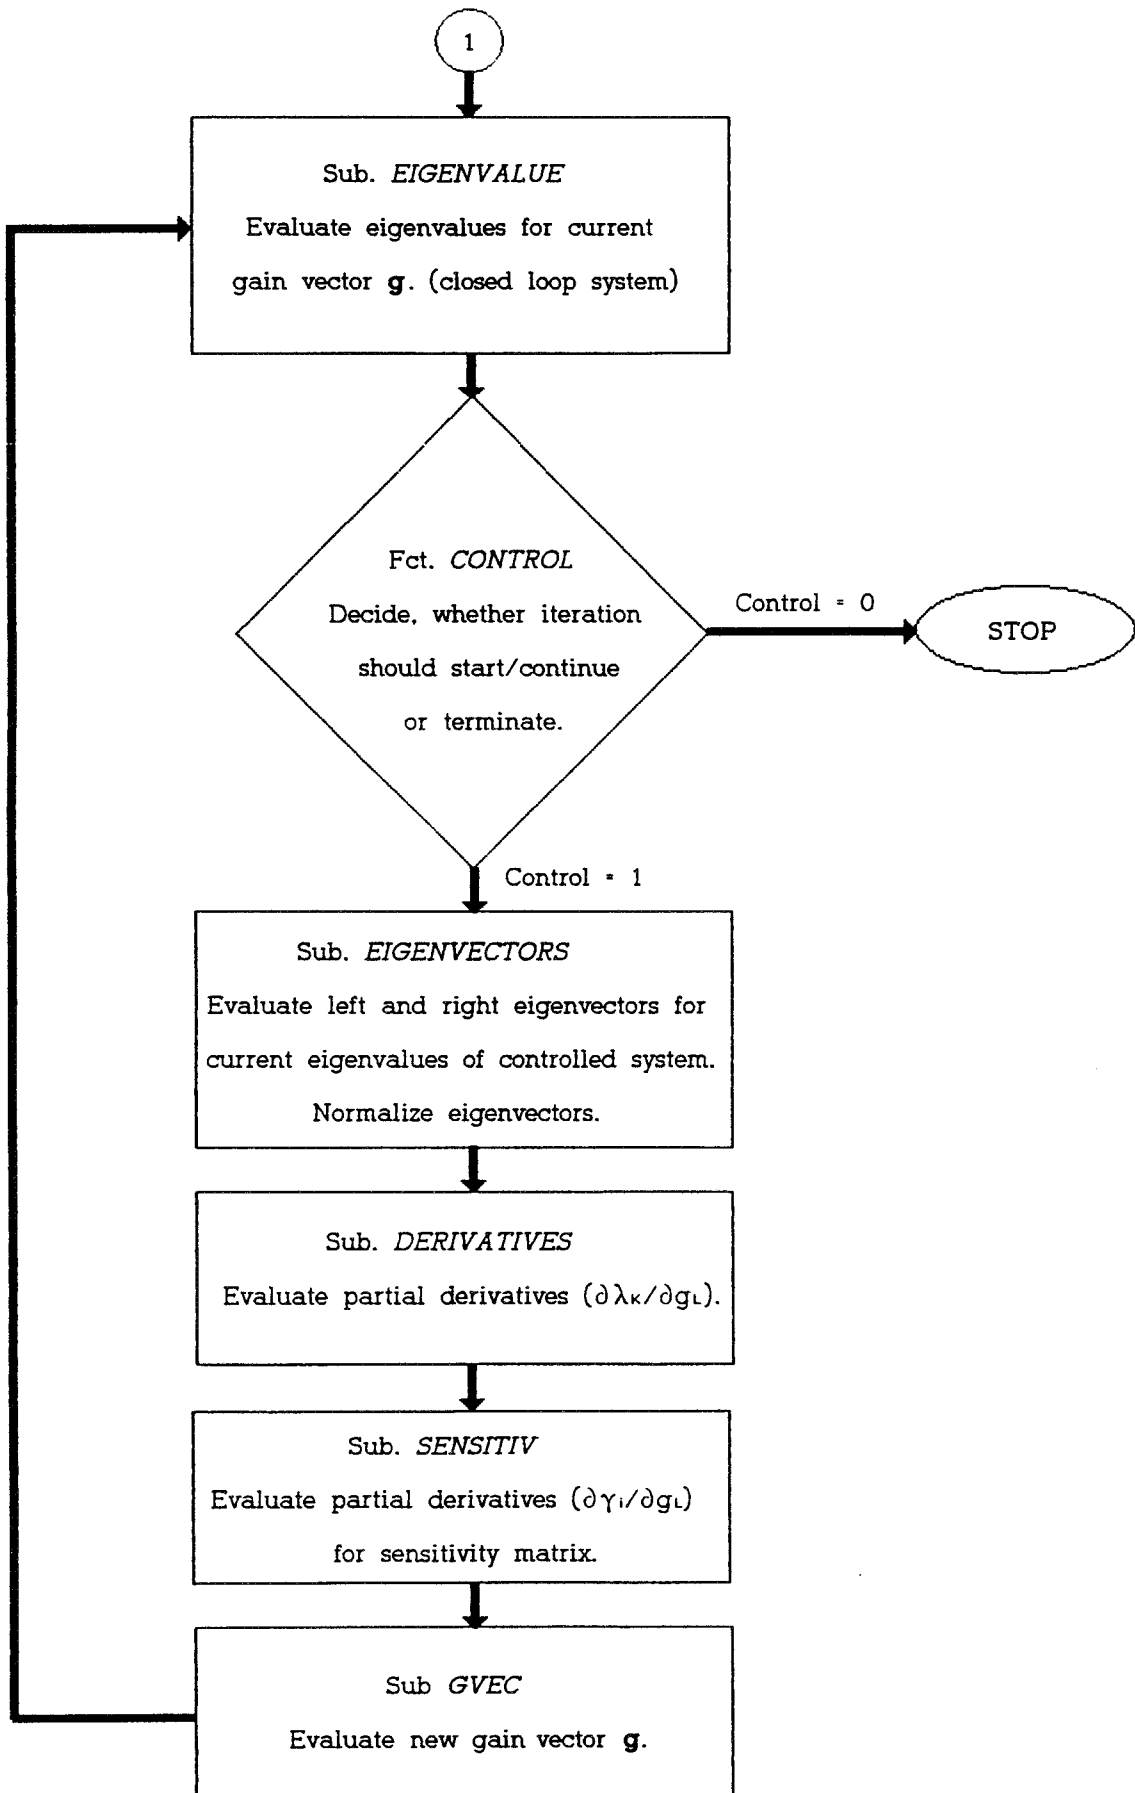 1
Sub. EIGENVALUE
Evaluate eigenvalues for current
gain vector g. (closed loop system)
Fct. CONTROL
Decide, whether iteration
should start/continue
or terminate.
Control = 0
STOP
Control = 1
Sub. EIGENVECTORS
Evaluate left and right eigenvectors for
current eigenvalues of controlled system.
Normalize eigenvectors.
Sub. DERIVATIVES
Evaluate partial derivatives (∂λₖ/∂gL).
Sub. SENSITIV
Evaluate partial derivatives (∂γᵢ/∂gL)
for sensitivity matrix.
Sub GVEC
Evaluate new gain vector g.